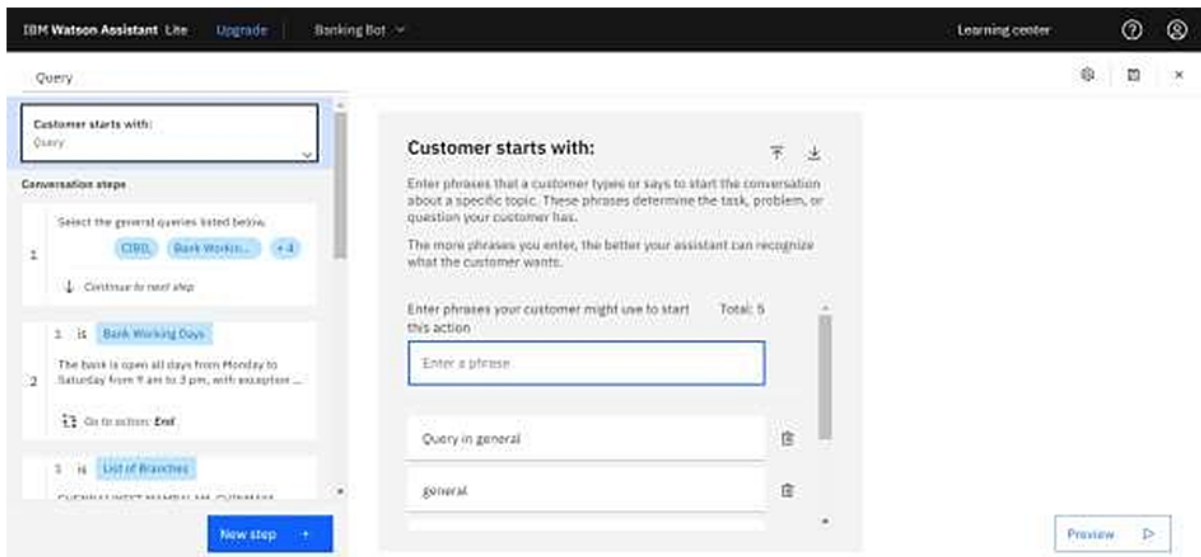 IBM Watson Assistant Lite Upgrade Banking Bot Learning center
Query
Customer starts with:
Query
Conversation steps
1
Select the general queries listed below.
CIBIL Bank Workin... + 4
Continue to next step
2
1 is Bank Working Days
The bank is open all days from Monday to
Saturday from 9 am to 3 pm, with exception ...
Go to action: End
1 is List of Branches
New step +
Customer starts with:
Enter phrases that a customer types or says to start the conversation
about a specific topic. These phrases determine the task, problem, or
question your customer has.
The more phrases you enter, the better your assistant can recognize
what the customer wants.
Enter phrases your customer might use to start Total: 5
this action
Enter a phrase
Query in general
general
Preview